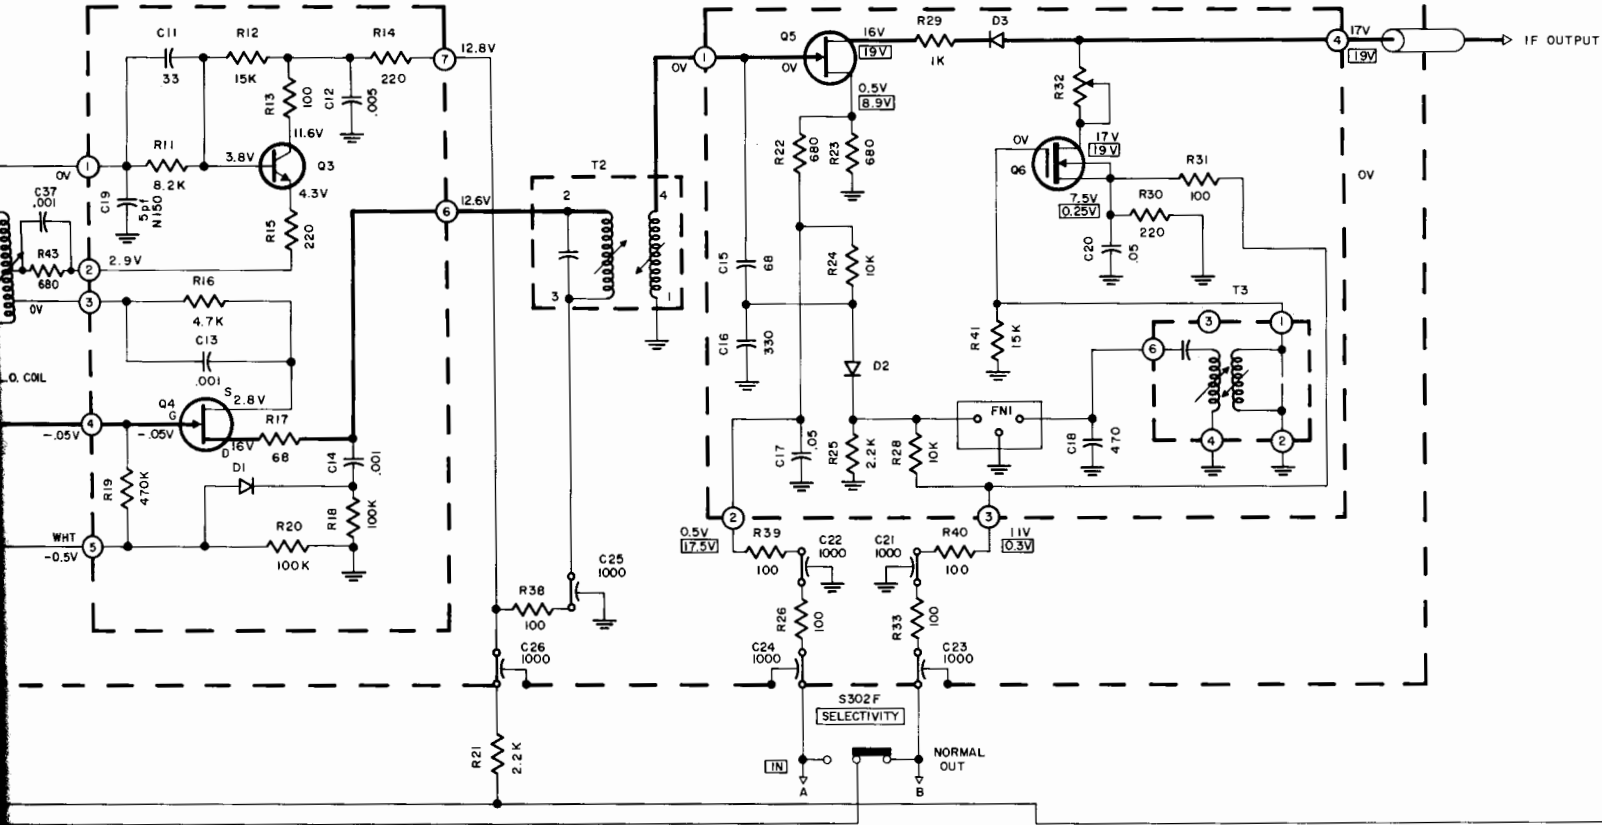 C11
33
R12
15K
R13
100
C12
.005
R14
220
7
12.8V
11.6V
R11
8.2K
3.8V
Q3
4.3V
1
0V
C37
.001
C19
5pf
N150
R15
220
R43
680
2
2.9V
3
0V
R16
4.7K
C13
.001
L.O. COIL
Q4
G
S
2.8V
D
16V
R17
68
4
-.05V
-.05V
C14
.001
D1
R19
470K
R18
100K
WHT
5
-0.5V
R20
100K
6
12.6V
T2
2
4
3
1
C25
1000
R38
100
C26
1000
R21
2.2K
1
0V
Q5
0V
16V
19V
R29
1K
D3
4
17V
19V
IF OUTPUT
0.5V
8.9V
R22
680
R23
680
R32
0V
Q6
17V
19V
R31
100
0V
7.5V
0.25V
R30
220
C20
.05
C15
68
R24
10K
C16
330
D2
R41
15K
T3
3
1
6
4
2
FN1
C18
470
C17
.05
R25
2.2K
R28
10K
2
0.5V
17.5V
R39
100
C22
1000
C21
1000
R40
100
3
11V
0.3V
R26
100
R33
100
C24
1000
C23
1000
S302F
SELECTIVITY
IN
A
B
NORMAL
OUT